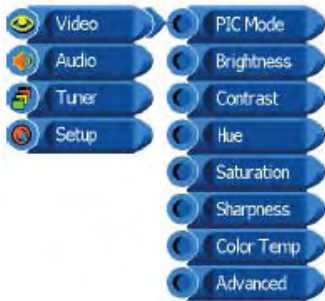 Video
Audio
Tuner
Setup
PIC Mode
Brightness
Contrast
Hue
Saturation
Sharpness
Color Temp
Advanced